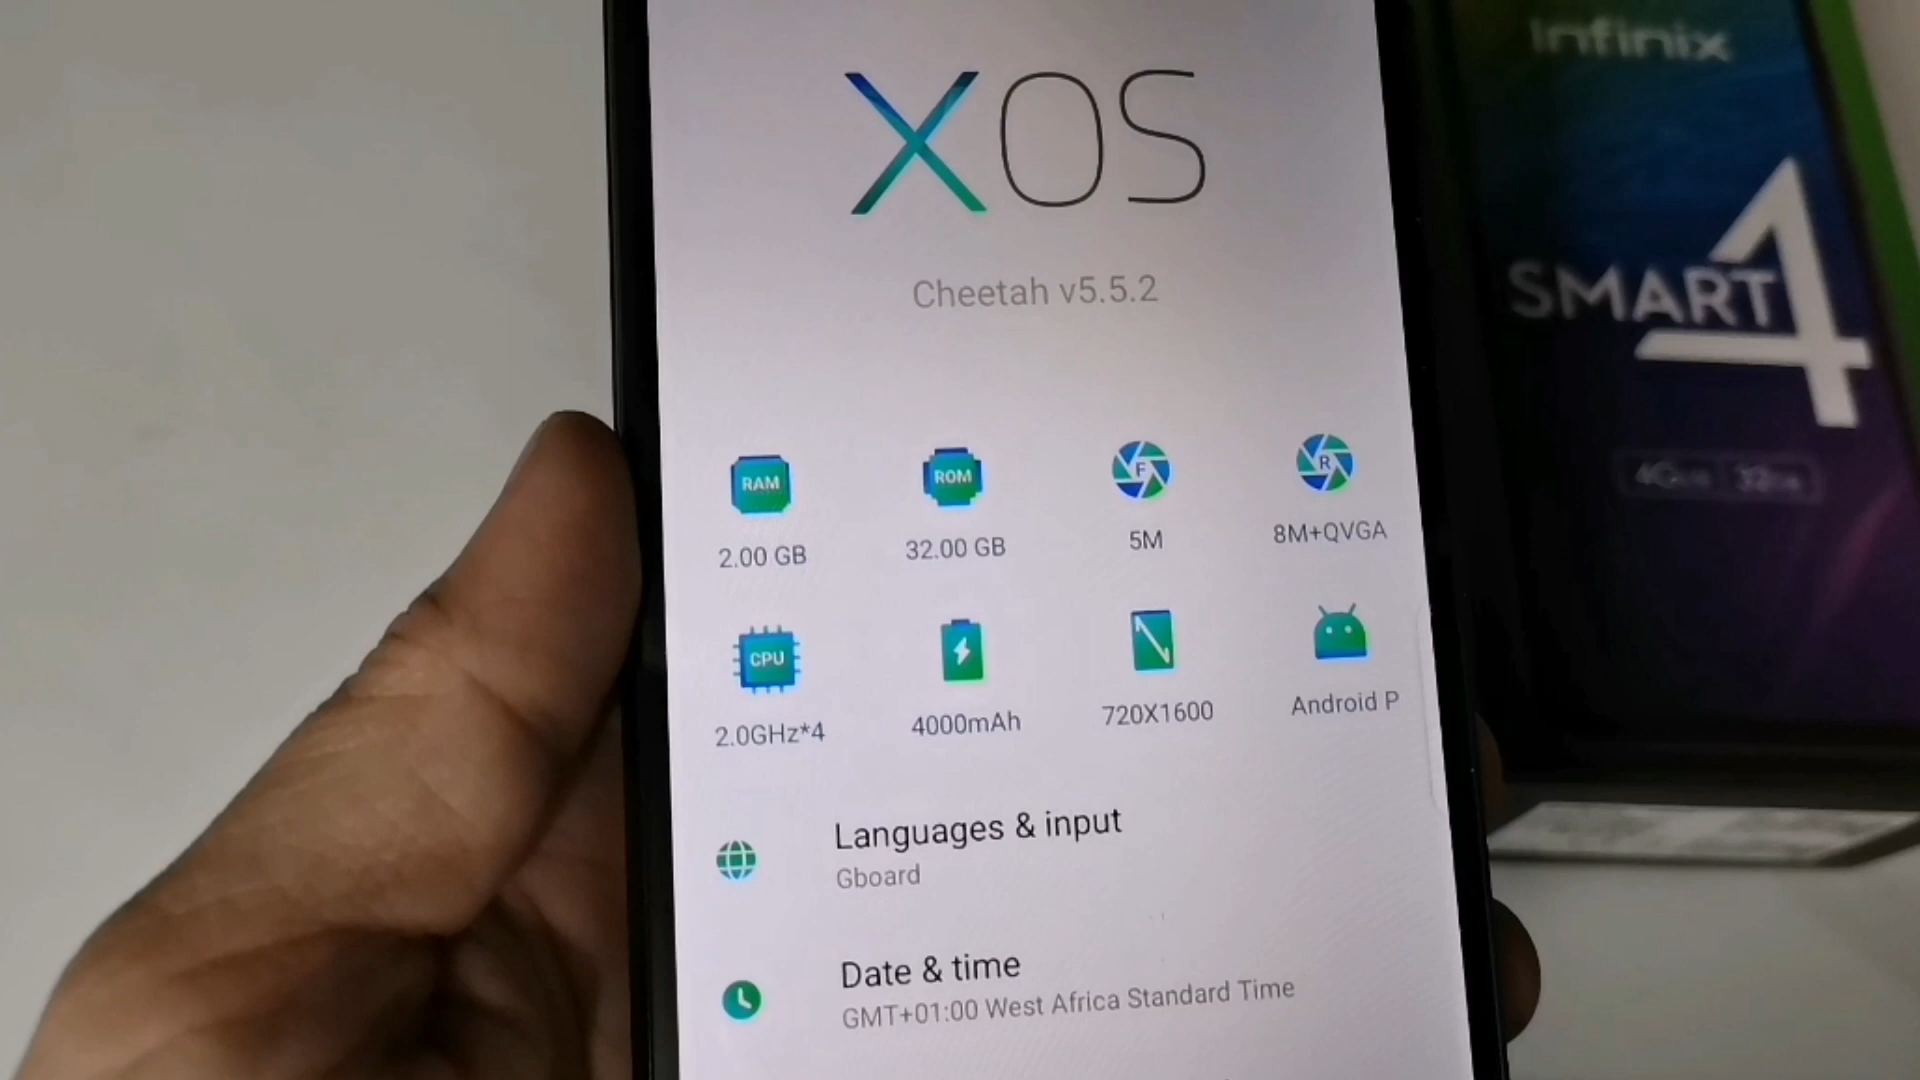 XOS
Cheetah v5.5.2
RAM
ROM
F
R
2.00 GB
32.00 GB
5M
8M+QVGA
CPU
2.0GHz*4
4000mAh
720X1600
Android P
Languages & input
Gboard
Date & time
GMT+01:00 West Africa Standard Time
Infinix
SMART 4